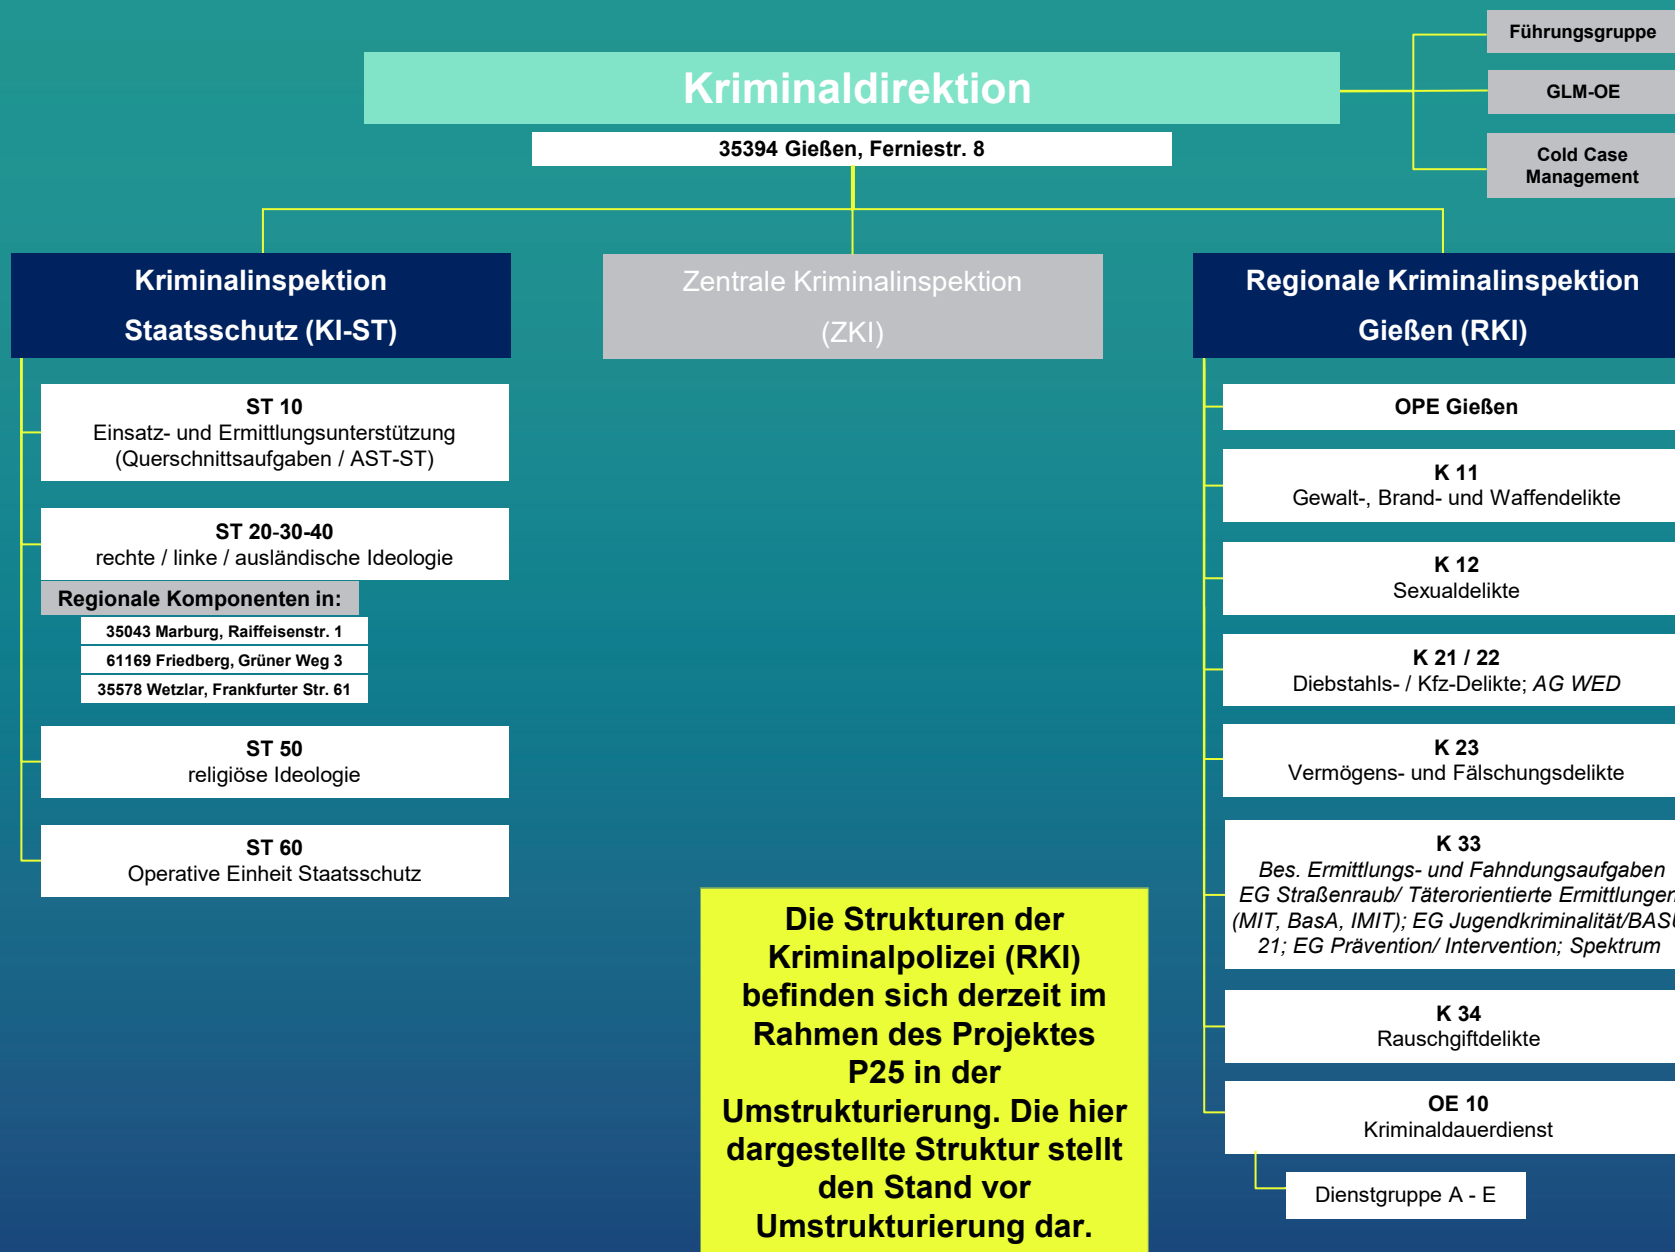 Führungsgruppe
Kriminaldirektion
GLM-OE
35394 Gießen, Ferniestr. 8
Cold Case
Management
Kriminalinspektion
Staatsschutz (KI-ST)
Zentrale Kriminalinspektion
(ZKI)
Regionale Kriminalinspektion
Gießen (RKI)
ST 10
Einsatz- und Ermittlungsunterstützung
(Querschnittsaufgaben / AST-ST)
ST 20-30-40
rechte / linke / ausländische Ideologie
Regionale Komponenten in:
35043 Marburg, Raiffeisenstr. 1
61169 Friedberg, Grüner Weg 3
35578 Wetzlar, Frankfurter Str. 61
ST 50
religiöse Ideologie
ST 60
Operative Einheit Staatsschutz
OPE Gießen
K 11
Gewalt-, Brand- und Waffendelikte
K 12
Sexualdelikte
K 21 / 22
Diebstahls- / Kfz-Delikte; AG WED
K 23
Vermögens- und Fälschungsdelikte
K 33
Bes. Ermittlungs- und Fahndungsaufgaben
EG Straßenraub/ Täterorientierte Ermittlungen
(MIT, BasA, IMIT); EG Jugendkriminalität/BASU
21; EG Prävention/ Intervention; Spektrum
K 34
Rauschgiftdelikte
OE 10
Kriminaldauerdienst
Dienstgruppe A - E
Die Strukturen der
Kriminalpolizei (RKI)
befinden sich derzeit im
Rahmen des Projektes
P25 in der
Umstrukturierung. Die hier
dargestellte Struktur stellt
den Stand vor
Umstrukturierung dar.